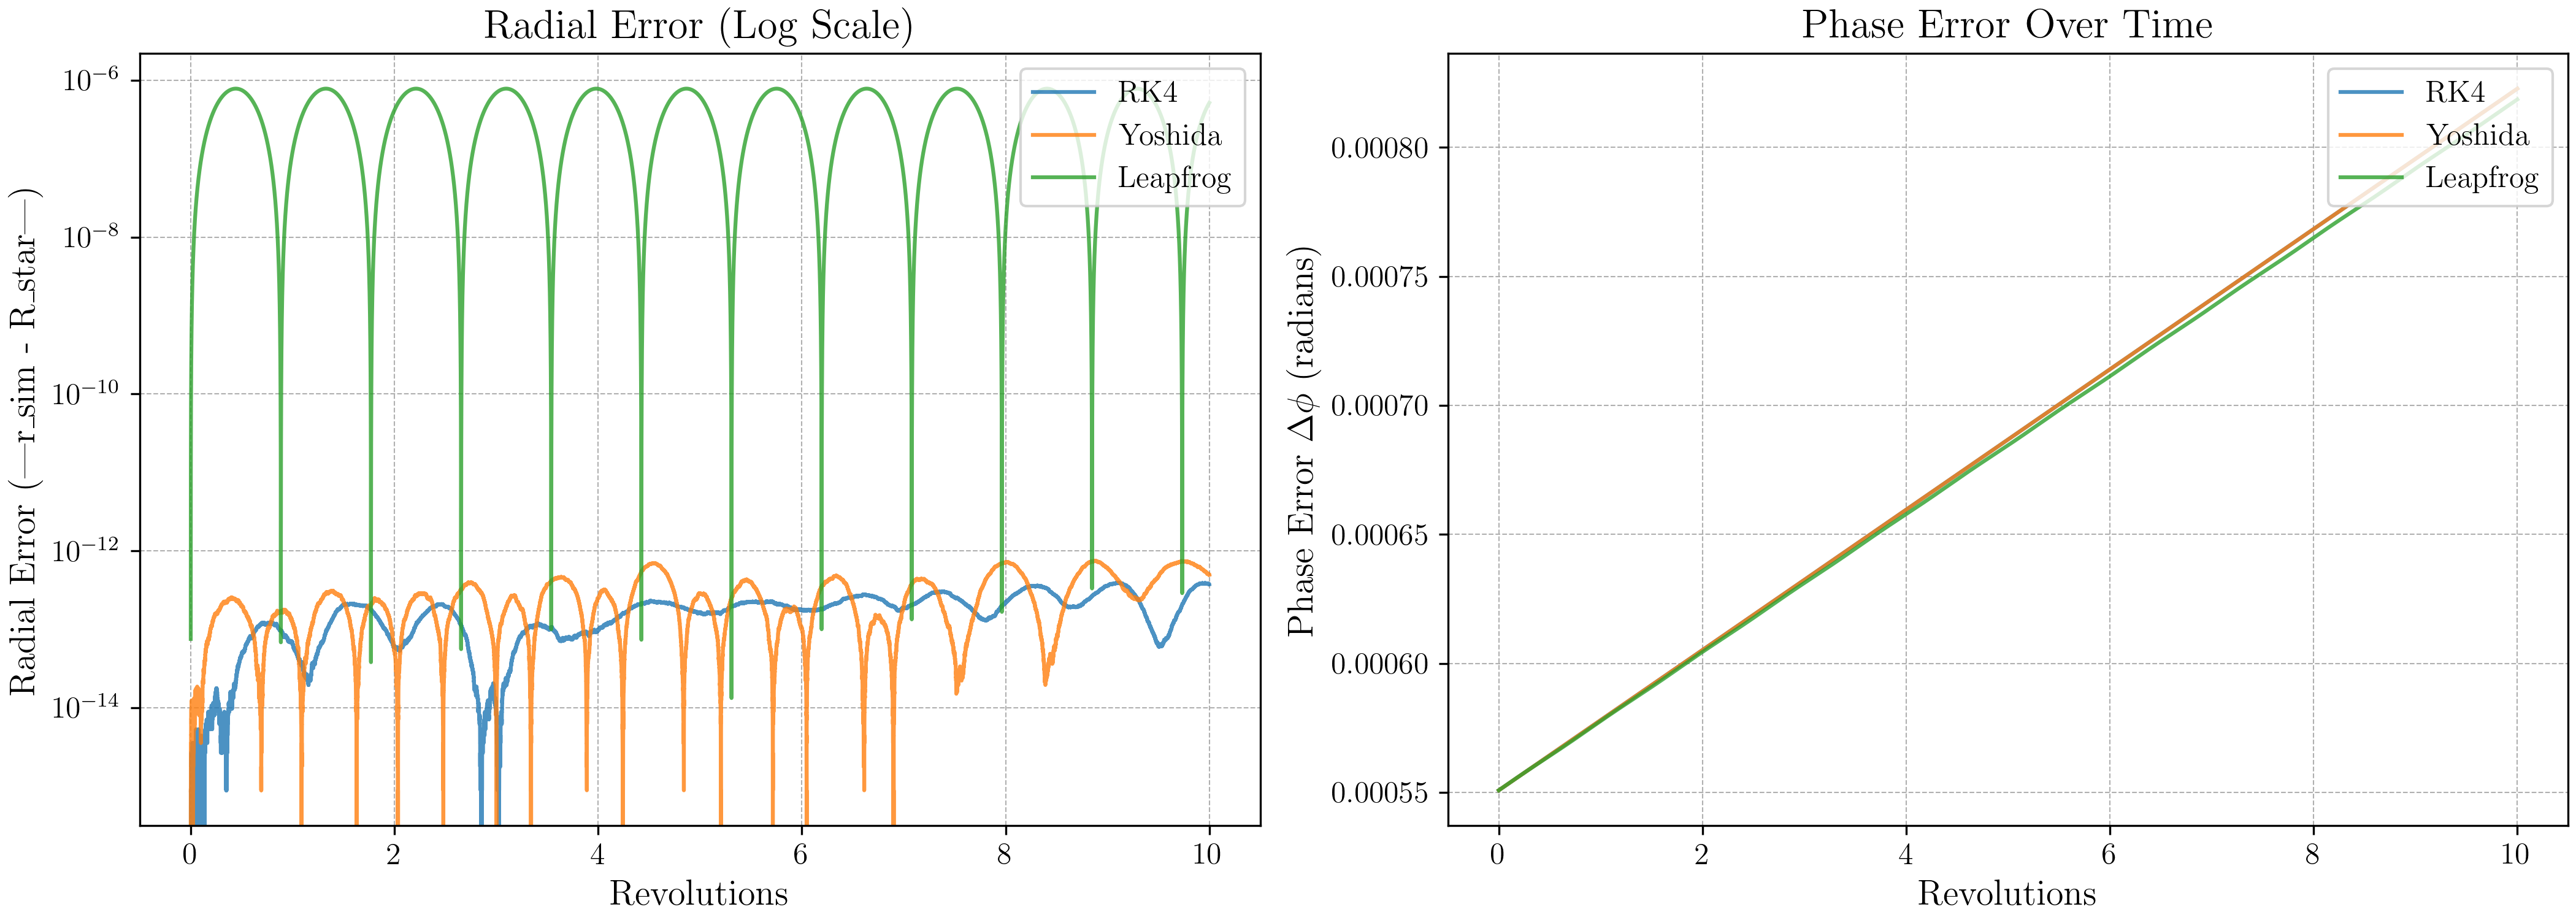 Radial Error (Log Scale)
Radial Error (—r_sim - R_star—)
10⁻⁶
10⁻⁸
10⁻¹⁰
10⁻¹²
10⁻¹⁴
RK4
Yoshida
Leapfrog
0 2 4 6 8 10
Revolutions
Phase Error Over Time
Phase Error Δϕ (radians)
0.00080
0.00075
0.00070
0.00065
0.00060
0.00055
RK4
Yoshida
Leapfrog
0 2 4 6 8 10
Revolutions